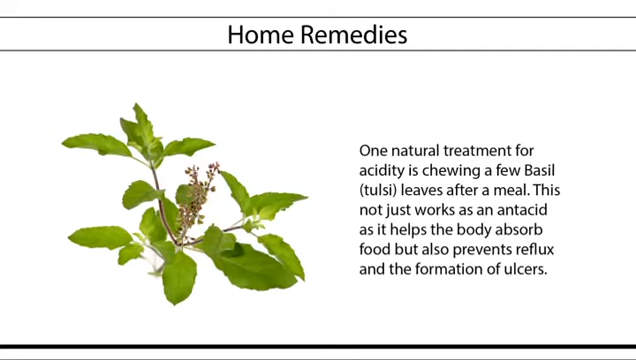 Home Remedies
One natural treatment for
acidity is chewing a few Basil
(tulsi) leaves after a meal. This
not just works as an antacid
as it helps the body absorb
food but also prevents reflux
and the formation of ulcers.